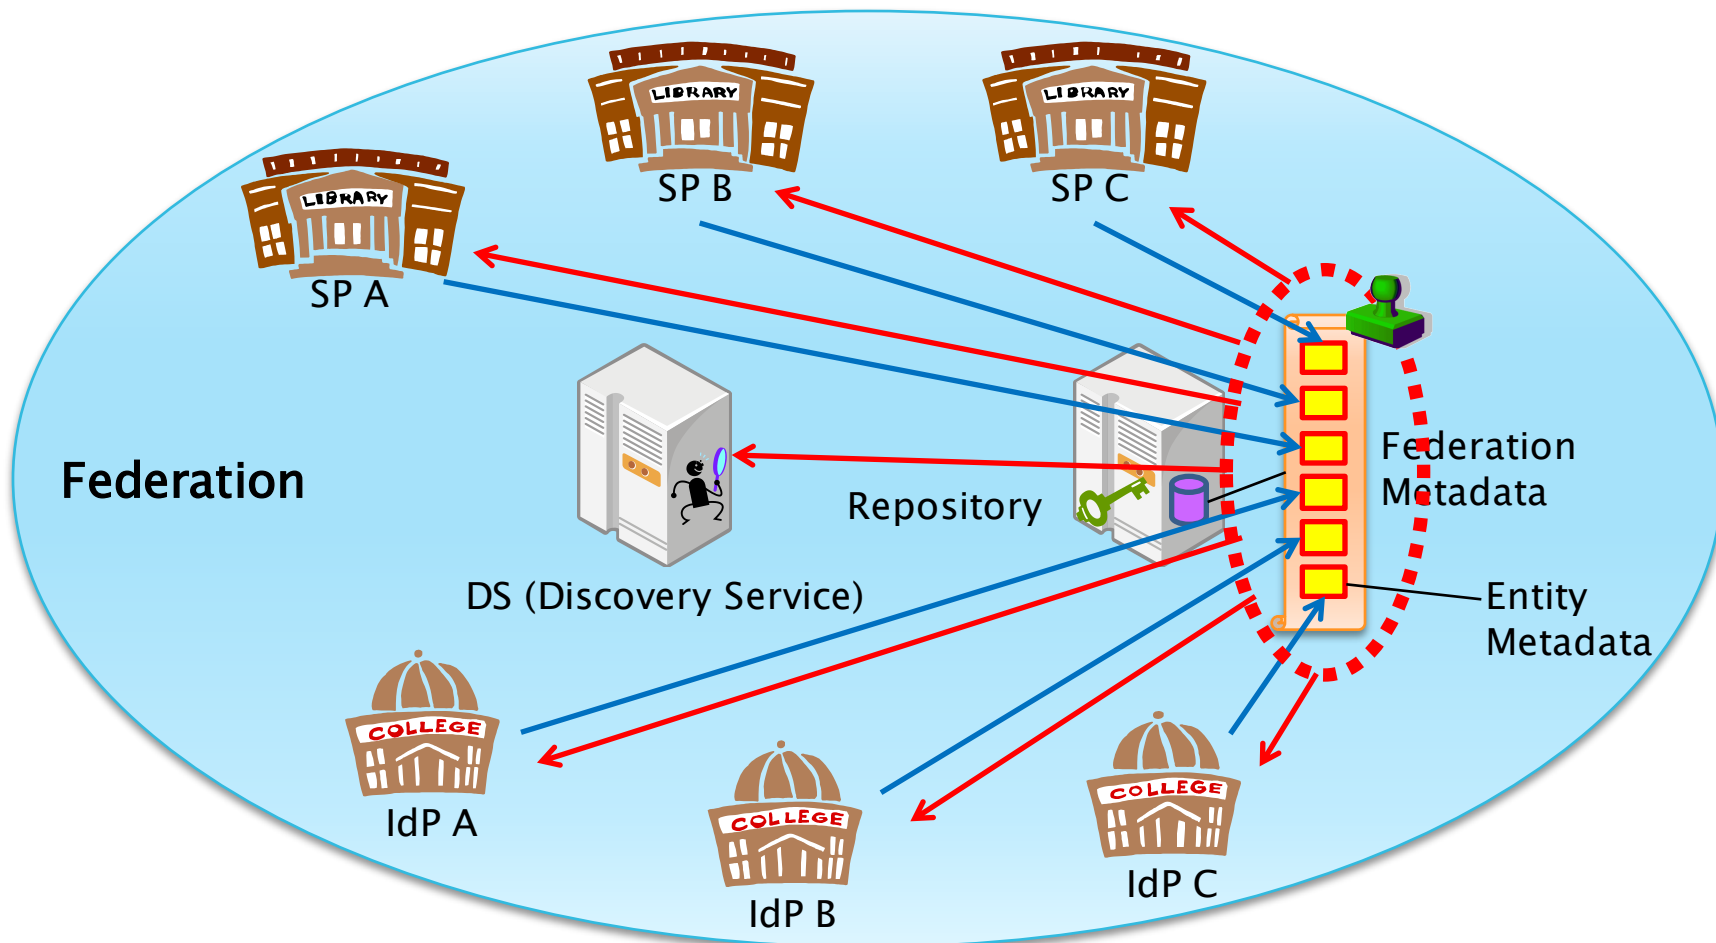 LIBRARY
SP B
LIBRARY
SP C
LIBRARY
SP A
Federation
Repository
Federation
Metadata
DS (Discovery Service)
Entity
Metadata
COLLEGE
IdP A
COLLEGE
IdP B
COLLEGE
IdP C